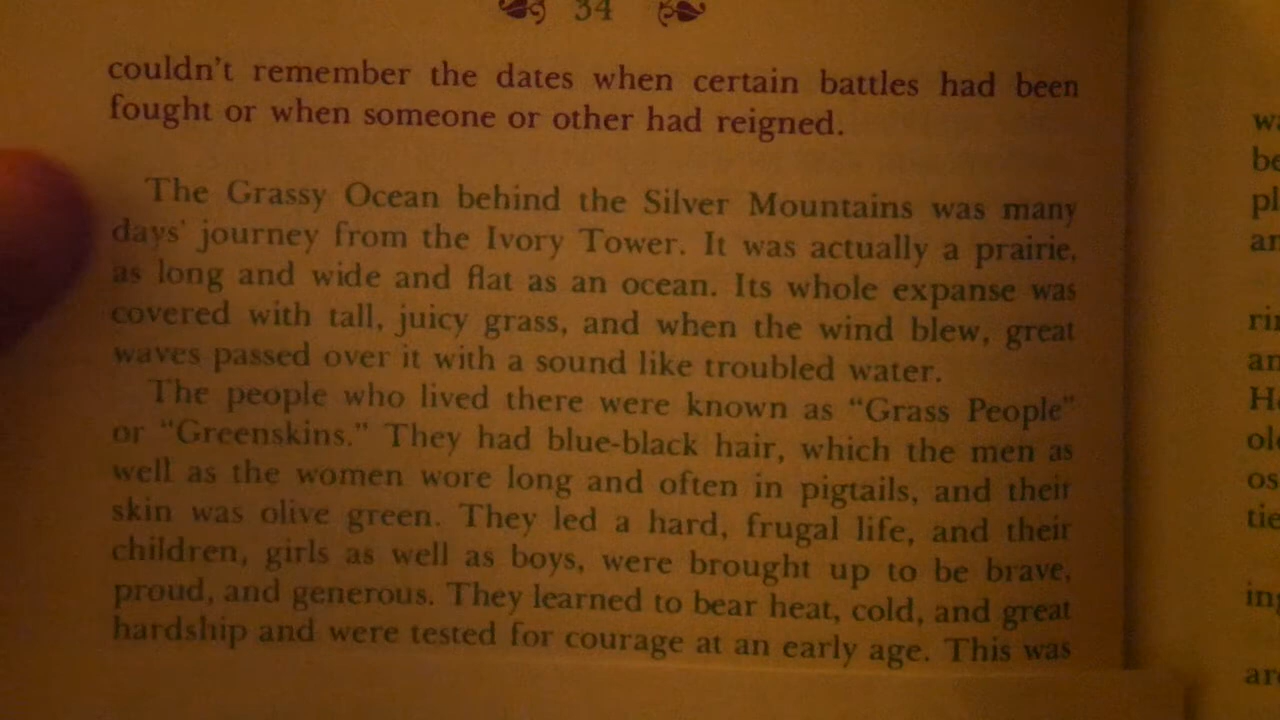 34
couldn't remember the dates when certain battles had been
fought or when someone or other had reigned.
The Grassy Ocean behind the Silver Mountains was many
days' journey from the Ivory Tower. It was actually a prairie,
as long and wide and flat as an ocean. Its whole expanse was
covered with tall, juicy grass, and when the wind blew, great
waves passed over it with a sound like troubled water.
The people who lived there were known as “Grass People”
or “Greenskins.” They had blue-black hair, which the men as
well as the women wore long and often in pigtails, and their
skin was olive green. They led a hard, frugal life, and their
children, girls as well as boys, were brought up to be brave,
proud, and generous. They learned to bear heat, cold, and great
hardship and were tested for courage at an early age. This was